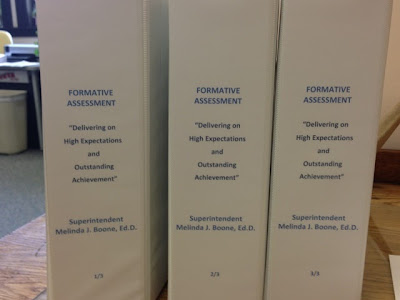 FORMATIVE
ASSESSMENT
"Delivering on
High Expectations
and
Outstanding
Achievement"
Superintendent
Melinda J. Boone, Ed.D.
1/3
FORMATIVE
ASSESSMENT
"Delivering on
High Expectations
and
Outstanding
Achievement"
Superintendent
Melinda J. Boone, Ed.D.
2/3
FORMATIVE
ASSESSMENT
"Delivering on
High Expectations
and
Outstanding
Achievement"
Superintendent
Melinda J. Boone, Ed.D.
3/3